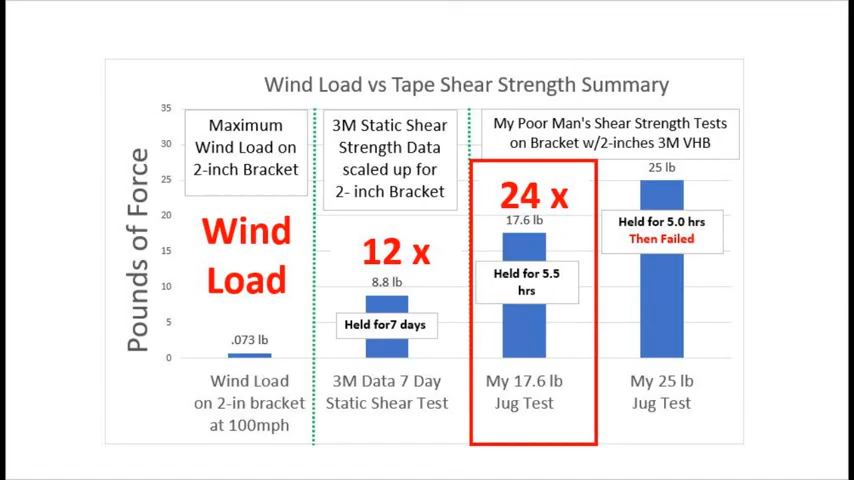 Wind Load vs Tape Shear Strength Summary
Pounds of Force
35
30
25
20
15
10
5
0
Maximum
Wind Load on
2-inch Bracket
Wind
Load
.073 lb
Wind Load
on 2-in bracket
at 100mph
3M Static Shear
Strength Data
scaled up for
2- inch Bracket
12 x
8.8 lb
Held for7 days
3M Data 7 Day
Static Shear Test
My Poor Man's Shear Strength Tests
on Bracket w/2-inches 3M VHB
24 x
17.6 lb
Held for 5.5
hrs
My 17.6 lb
Jug Test
25 lb
Held for 5.0 hrs
Then Failed
My 25 lb
Jug Test